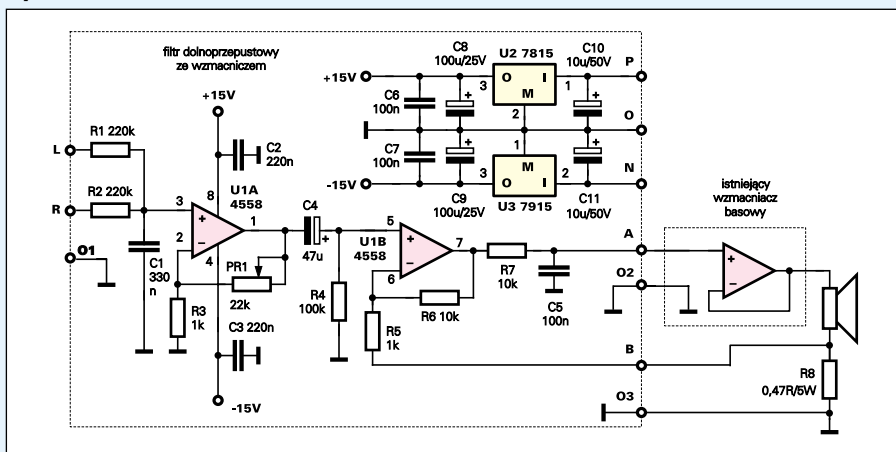 filtr dolnoprzepustowy
ze wzmacniczem
+15V
R1 220k
L
R2 220k
R
O1
C1
330
n
C2
220n
U1A
4558
3
2
8
1
4
PR1
22k
R3
1k
C3 220n
-15V
C4
+
47u
R4
100k
U1B
4558
5
6
7
R6 10k
R5
1k
R7
10k
C5
100n
+15V
C6
100n
C8
100u/25V
+
U2 7815
O I
M
3
1
2
C10
10u/50V
+
P
O
C7
100n
-15V
C9
100u/25V
+
1
M
O I
3
2
U3 7915
C11
10u/50V
+
N
A
O2
B
O3
istniejący
wzmacniacz
basowy
R8
0,47R/5W